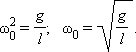 ω₀² = g/l;   ω₀ = √(g/l).